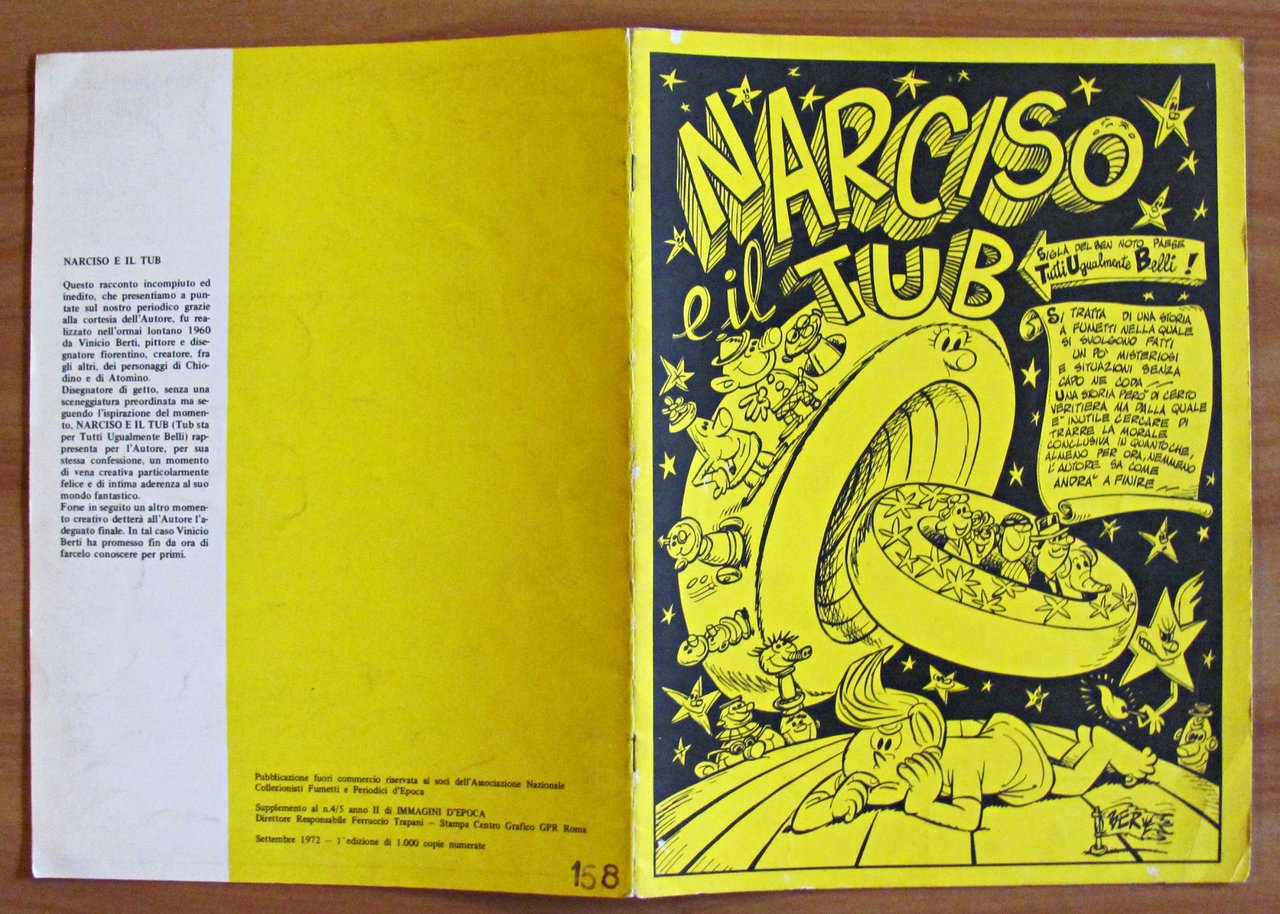 NARCISO E IL TUB
Questo racconto incompiuto ed
inedito, che presentiamo a pun-
tate sul nostro periodico grazie
alla cortesia dell'Autore, fu rea-
lizzato nell'ormai lontano 1960
da Vinicio Berti, pittore e dise-
gnatore fiorentino, creatore, fra
gli altri, dei personaggi di Chio-
dino e di Atomino.
Disegnatore di getto, senza una
sceneggiatura preordinata ma se-
guendo l'ispirazione del momen-
to, NARCISO E IL TUB (Tub sta
per Tutti Ugualmente Belli) rap-
presenta per l'Autore, per sua
stessa confessione, un momento
di vena creativa particolarmente
felice e di intima aderenza al suo
mondo fantastico.
Forse in seguito un altro momen-
to creativo detterà all'Autore l'a-
deguato finale. In tal caso Vinicio
Berti ha promesso fin da ora di
farcelo conoscere per primi.
Pubblicazione fuori commercio riservata ai soci dell'Associazione Nazionale
Collezionisti Fumetti e Periodici d'Epoca
Supplemento al n.4/5 anno II di IMMAGINI D'EPOCA
Direttore Responsabile Ferruccio Trapani – Stampa Centro Grafico GPR Roma
Settembre 1972 – 1ª edizione di 1.000 copie numerate
158
NARCISO
e il TUB
SIGLA DEL BEN NOTO PAESE
Tutti Ugualmente Belli !
SI TRATTA DI UNA STORIA
A FUMETTI NELLA QUALE
SI SVOLGONO FATTI
UN PO' MISTERIOSI
E SITUAZIONI SENZA
CAPO NE CODA
UNA STORIA PERO' DI CERTO
VERITIERA MA DALLA QUALE
E' INUTILE CERCARE DI
TRARRE LA MORALE
CONCLUSIVA IN QUANTOCHE,
ALMENO PER ORA, NEMMENO
L'AUTORE SA COME
ANDRA' A FINIRE